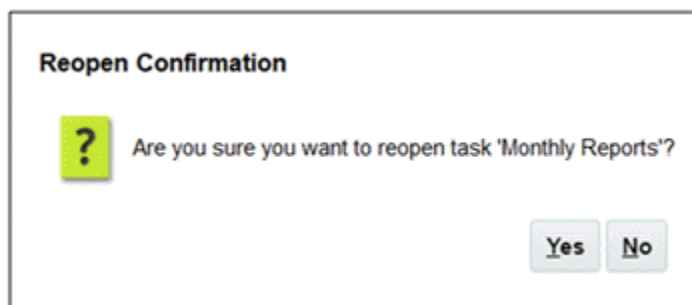 Reopen Confirmation
?
Are you sure you want to reopen task 'Monthly Reports'?
Yes No